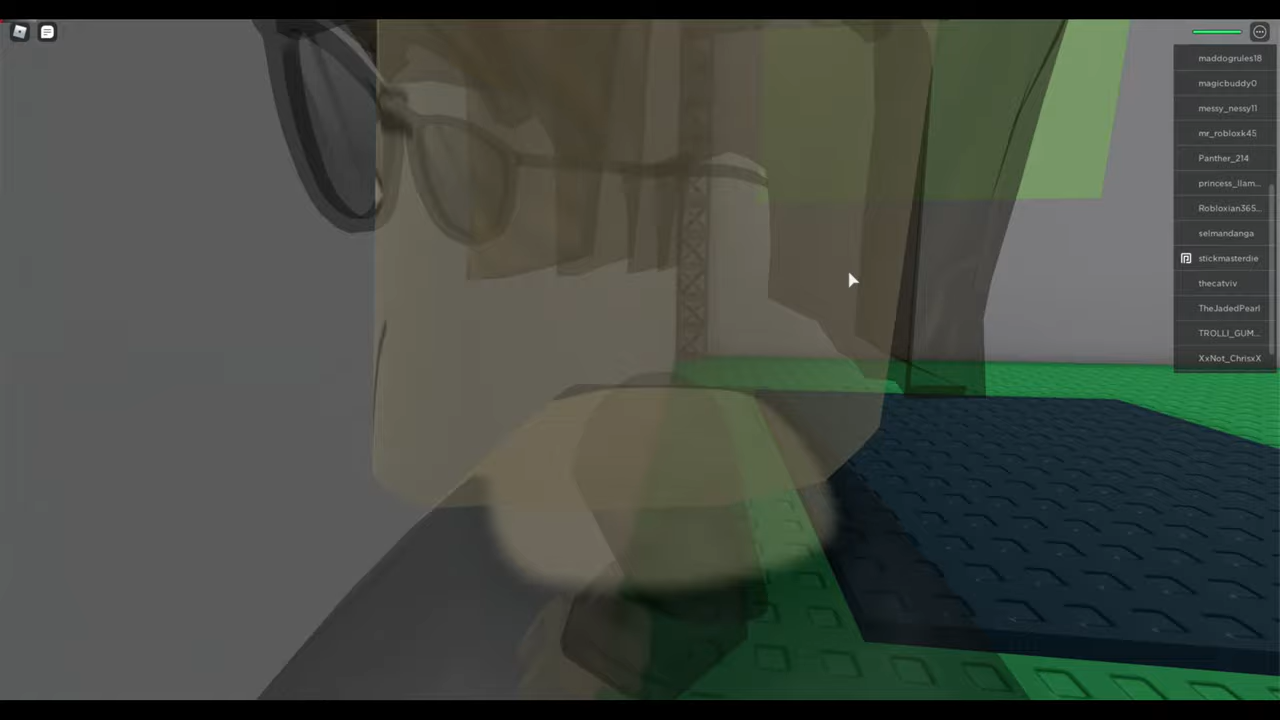 maddogrules18
magicbuddy0
messy_nessy11
mr_robloxk45
Panther_214
princess_llam...
Robloxian365...
selmandanga
stickmasterdie
thecatviv
TheJadedPearl
TROLLI_GUM...
XxNot_ChrisxX